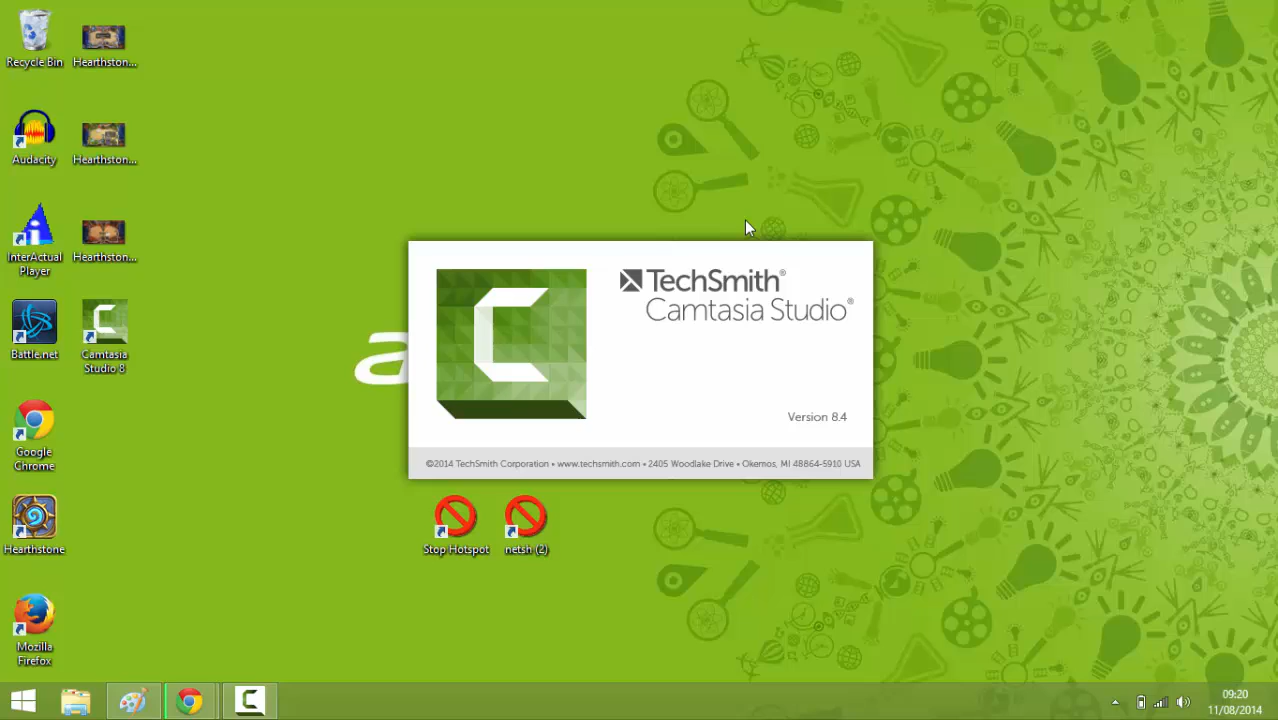 Recycle Bin
Hearthston...
Audacity
Hearthston...
InterActual
Player
Hearthston...
Battle.net
Camtasia
Studio 8
Google
Chrome
Hearthstone
Mozilla
Firefox
a
TechSmith®
Camtasia Studio®
Version 8.4
©2014 TechSmith Corporation • www.techsmith.com • 2405 Woodlake Drive • Okemos, MI 48864-5910 USA
Stop Hotspot
netsh (2)
09:20
11/08/2014